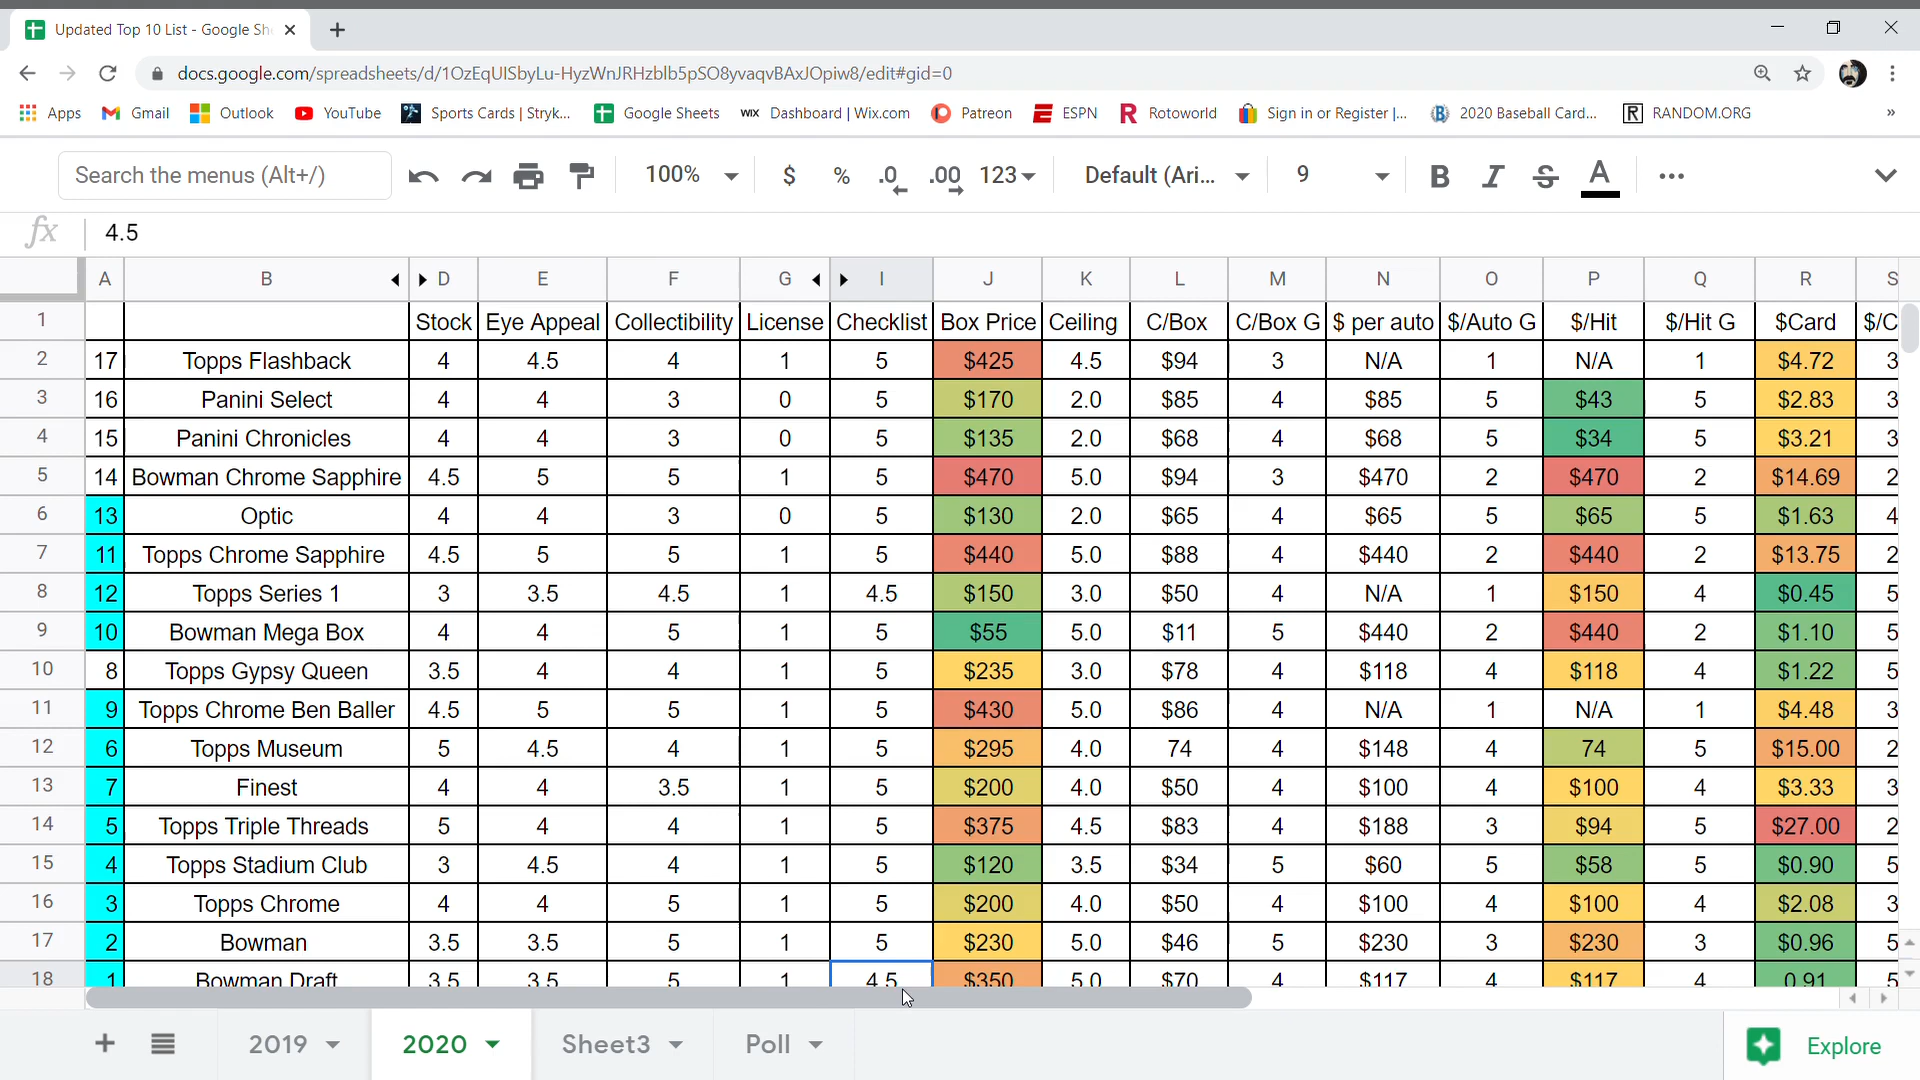 Updated Top 10 List - Google Sh
docs.google.com/spreadsheets/d/1OzEqUISbyLu-HyzWnJRHzblb5pSO8yvaqvBAxJOpiw8/edit#gid=0
Apps Gmail Outlook YouTube Sports Cards | Stryk... Google Sheets WIX Dashboard | Wix.com Patreon ESPN R Rotoworld Sign in or Register |... B 2020 Baseball Card... R RANDOM.ORG »
Search the menus (Alt+/) 100% $ % .0 .00 123 Default (Ari... 9 B I S A
fx 4.5
A B D E F G I J K L M N O P Q R S
1 Stock Eye Appeal Collectibility License Checklist Box Price Ceiling C/Box C/Box G $ per auto $/Auto G $/Hit $/Hit G $Card $/C
2 17 Topps Flashback 4 4.5 4 1 5 $425 4.5 $94 3 N/A 1 N/A 1 $4.72 3
3 16 Panini Select 4 4 3 0 5 $170 2.0 $85 4 $85 5 $43 5 $2.83 3
4 15 Panini Chronicles 4 4 3 0 5 $135 2.0 $68 4 $68 5 $34 5 $3.21 3
5 14 Bowman Chrome Sapphire 4.5 5 5 1 5 $470 5.0 $94 3 $470 2 $470 2 $14.69 2
6 13 Optic 4 4 3 0 5 $130 2.0 $65 4 $65 5 $65 5 $1.63 4
7 11 Topps Chrome Sapphire 4.5 5 5 1 5 $440 5.0 $88 4 $440 2 $440 2 $13.75 2
8 12 Topps Series 1 3 3.5 4.5 1 4.5 $150 3.0 $50 4 N/A 1 $150 4 $0.45 5
9 10 Bowman Mega Box 4 4 5 1 5 $55 5.0 $11 5 $440 2 $440 2 $1.10 5
10 8 Topps Gypsy Queen 3.5 4 4 1 5 $235 3.0 $78 4 $118 4 $118 4 $1.22 5
11 9 Topps Chrome Ben Baller 4.5 5 5 1 5 $430 5.0 $86 4 N/A 1 N/A 1 $4.48 3
12 6 Topps Museum 5 4.5 4 1 5 $295 4.0 74 4 $148 4 74 5 $15.00 2
13 7 Finest 4 4 3.5 1 5 $200 4.0 $50 4 $100 4 $100 4 $3.33 3
14 5 Topps Triple Threads 5 4 4 1 5 $375 4.5 $83 4 $188 3 $94 5 $27.00 2
15 4 Topps Stadium Club 3 4.5 4 1 5 $120 3.5 $34 5 $60 5 $58 5 $0.90 5
16 3 Topps Chrome 4 4 5 1 5 $200 4.0 $50 4 $100 4 $100 4 $2.08 3
17 2 Bowman 3.5 3.5 5 1 5 $230 5.0 $46 5 $230 3 $230 3 $0.96 5
18 1 Bowman Draft 3.5 3.5 5 1 4.5 $350 5.0 $70 4 $117 4 $117 4 0.91 5
2019 2020 Sheet3 Poll Explore